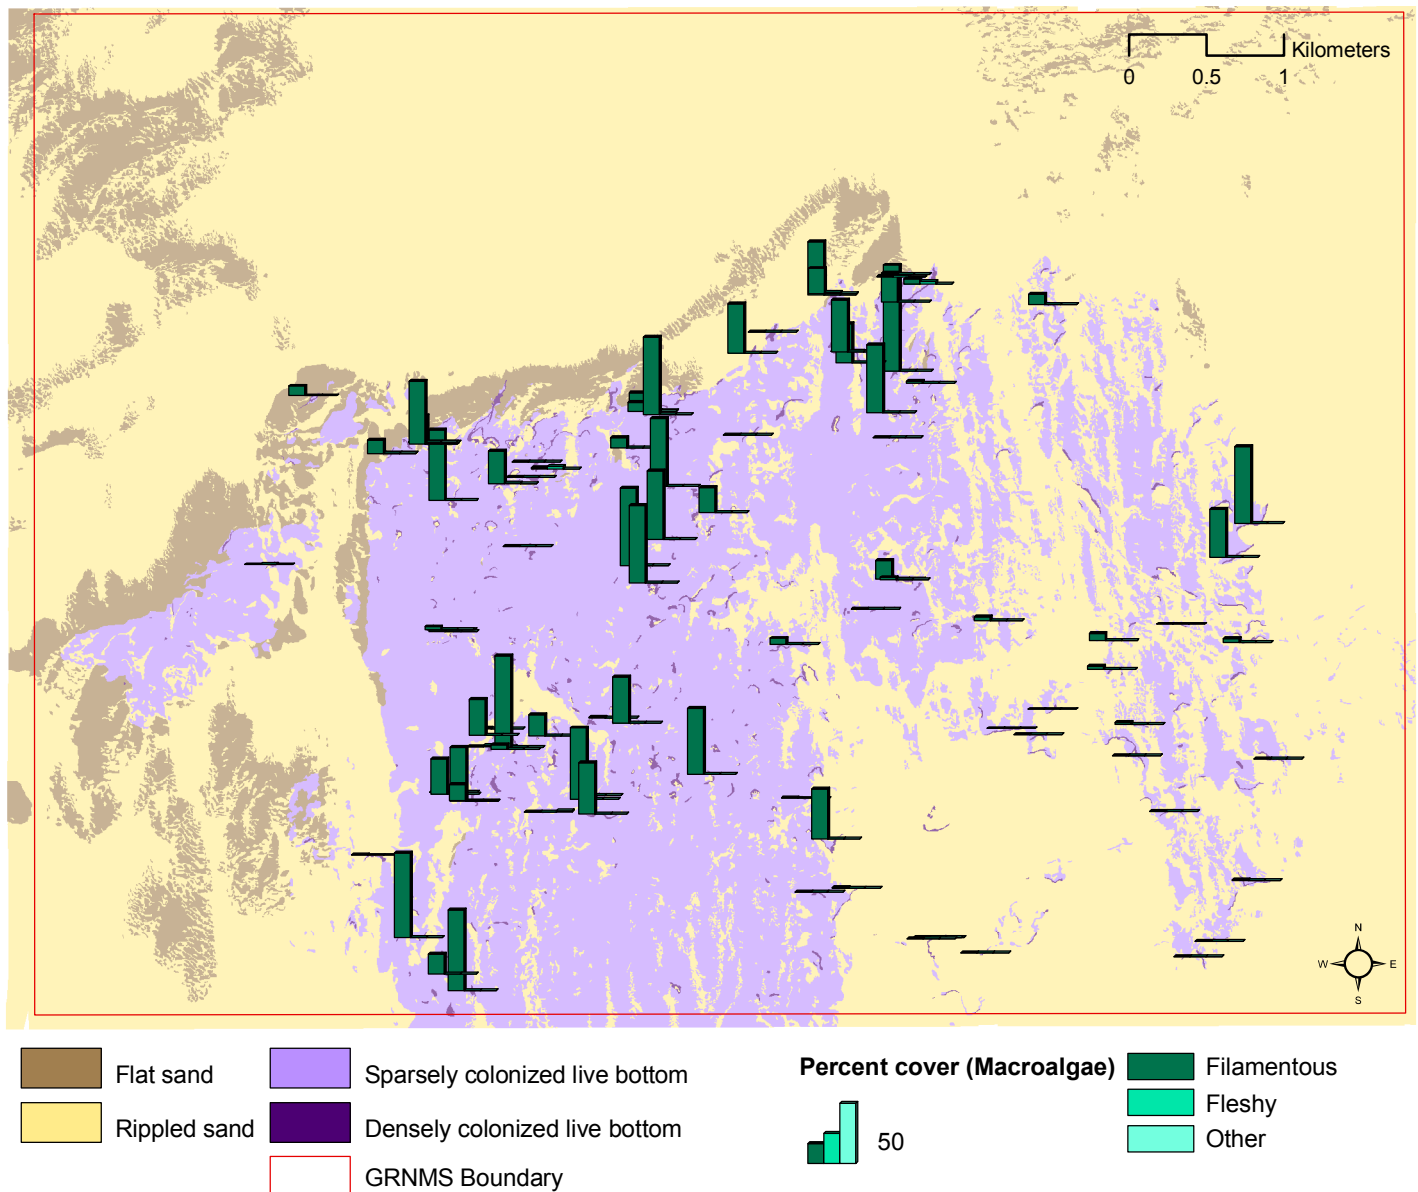 Kilometers
0 0.5 1
N
W E
S
Flat sand
Rippled sand
Sparsely colonized live bottom
Densely colonized live bottom
GRNMS Boundary
Percent cover (Macroalgae)
50
Filamentous
Fleshy
Other